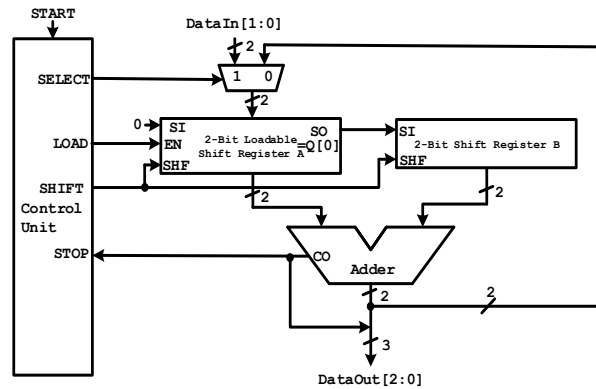 START
DataIn[1:0]
2
SELECT
1 0
2
0
SI
SO
2-Bit Loadable
Shift Register A
=Q[0]
EN
SHF
LOAD
SI
2-Bit Shift Register B
SHF
SHIFT
Control
Unit
2
2
STOP
CO
Adder
2
2
3
DataOut[2:0]